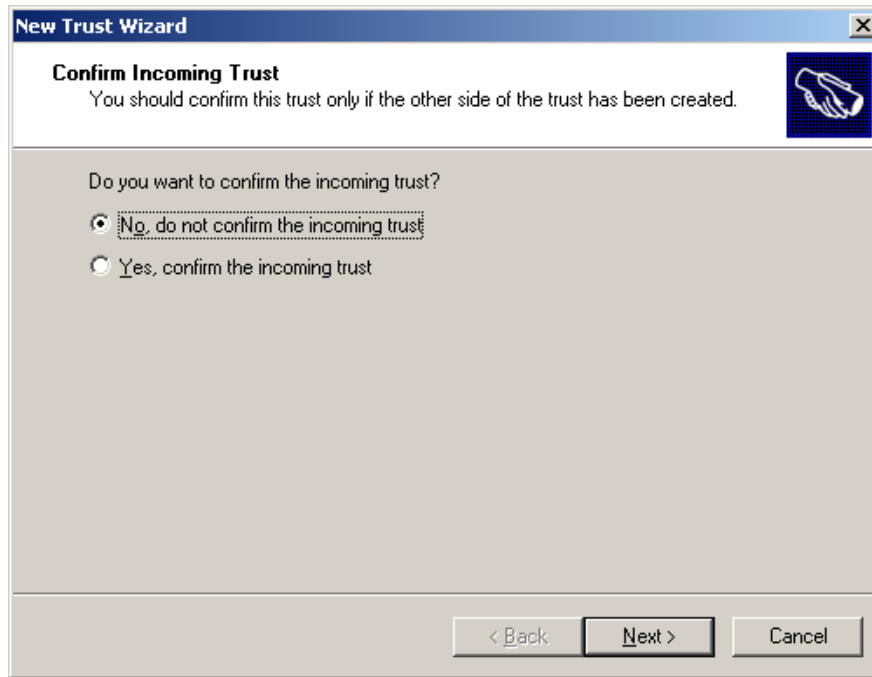 New Trust Wizard
Confirm Incoming Trust
You should confirm this trust only if the other side of the trust has been created.
Do you want to confirm the incoming trust?
No, do not confirm the incoming trust
Yes, confirm the incoming trust
< Back Next > Cancel